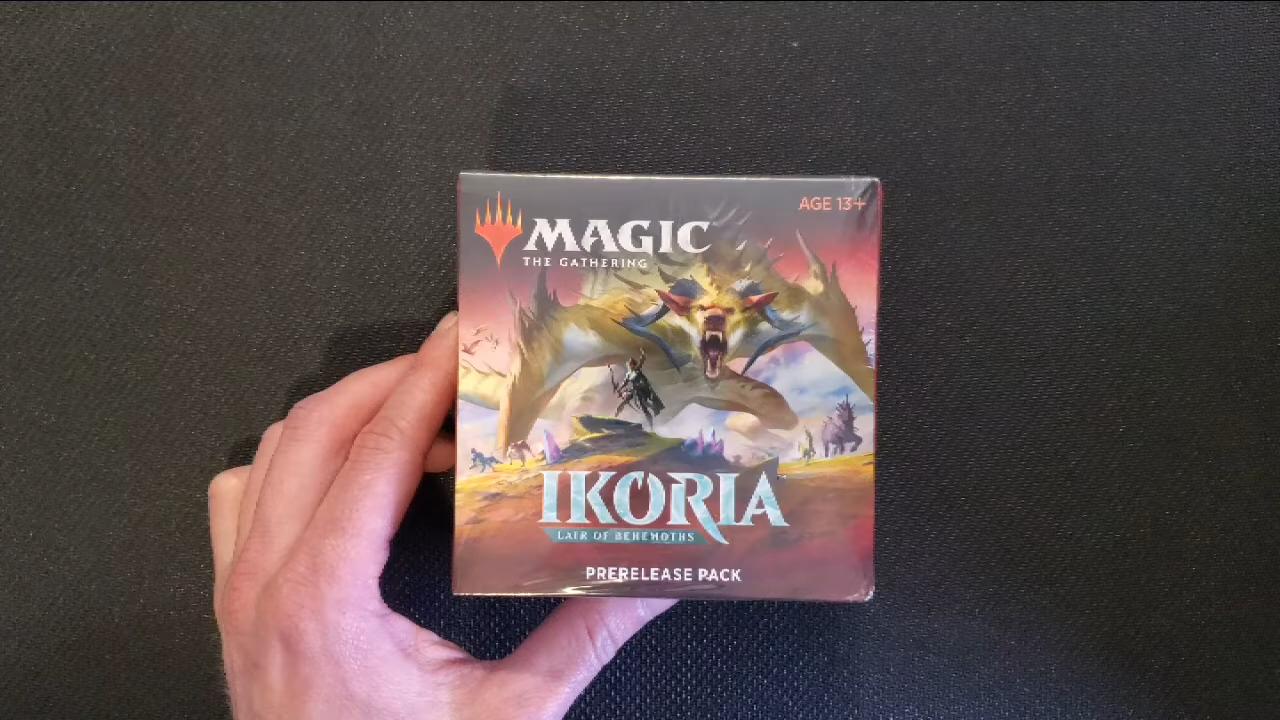 AGE 13+
MAGIC
THE GATHERING
IKORIA
LAIR OF BEHEMOTHS
PRERELEASE PACK